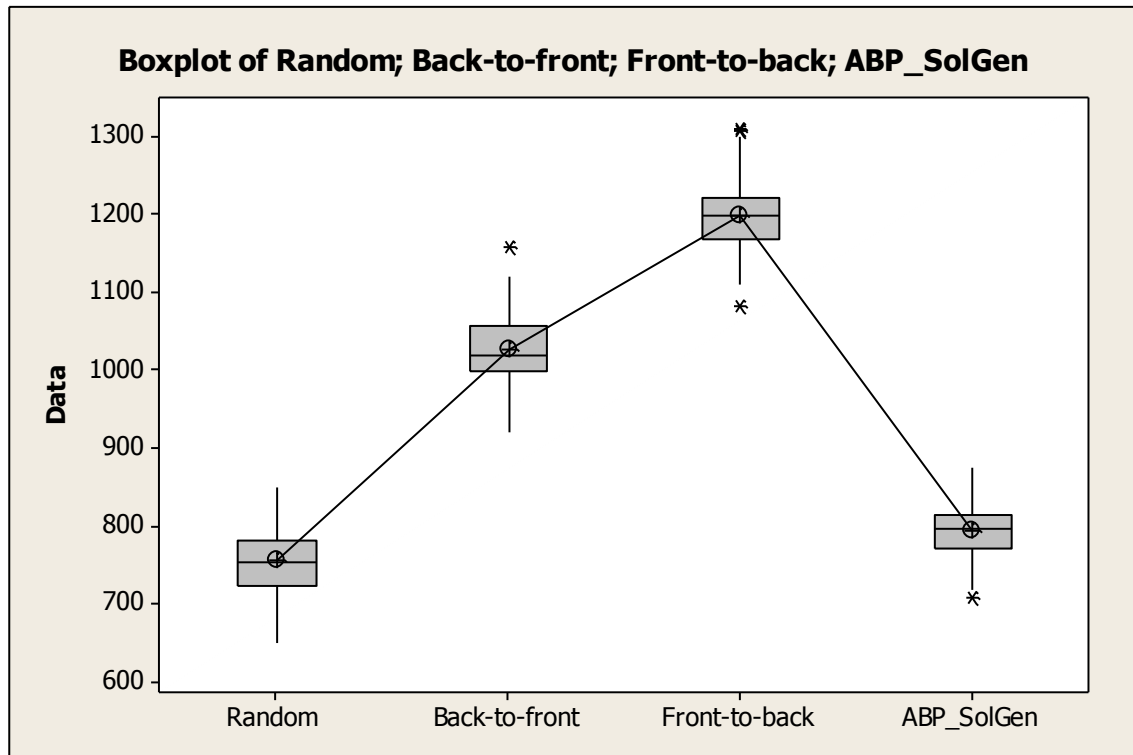 Boxplot of Random; Back-to-front; Front-to-back; ABP_SolGen
1300
1200
1100
1000
900
800
700
600
Data
Random
Back-to-front
Front-to-back
ABP_SolGen